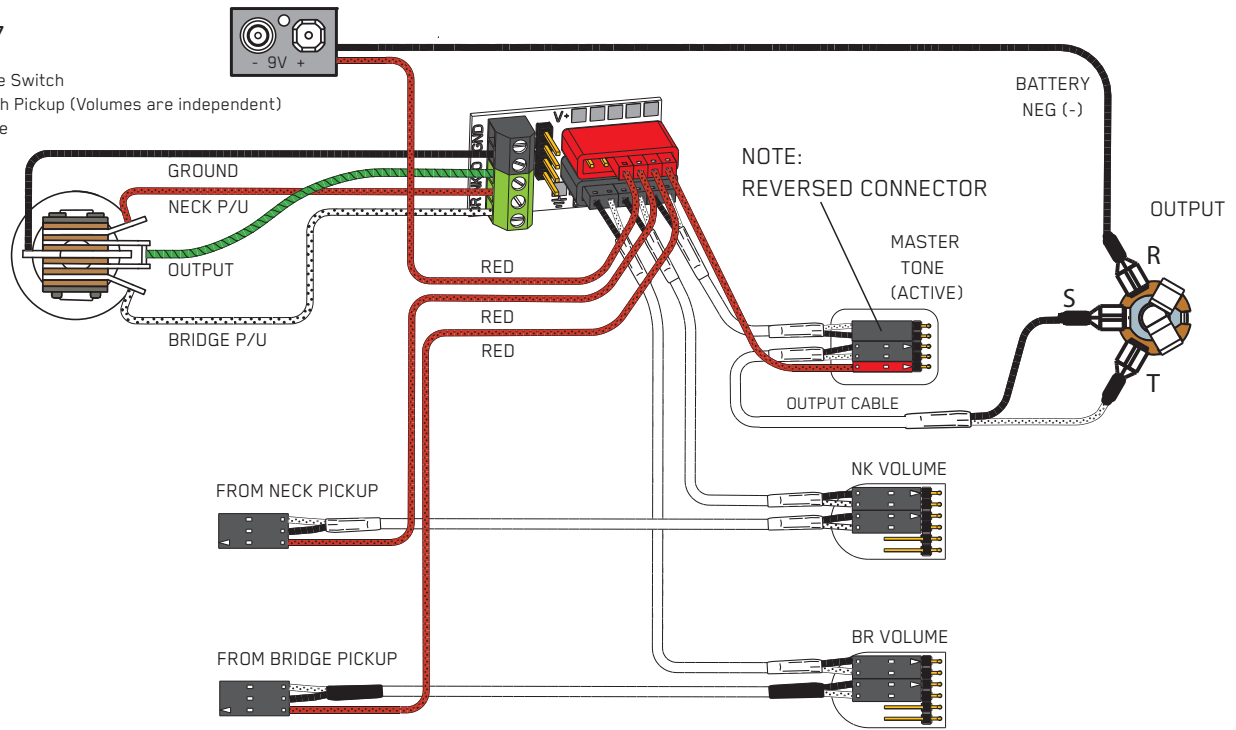 e Switch
h Pickup (Volumes are independent)
e
- 9V +
BATTERY
NEG (-)
V+
GND
GROUND
NECK P/U
OUTPUT
BRIDGE P/U
RED
RED
RED
NOTE:
REVERSED CONNECTOR
MASTER
TONE
(ACTIVE)
OUTPUT
R
S
T
OUTPUT CABLE
NK VOLUME
FROM NECK PICKUP
BR VOLUME
FROM BRIDGE PICKUP